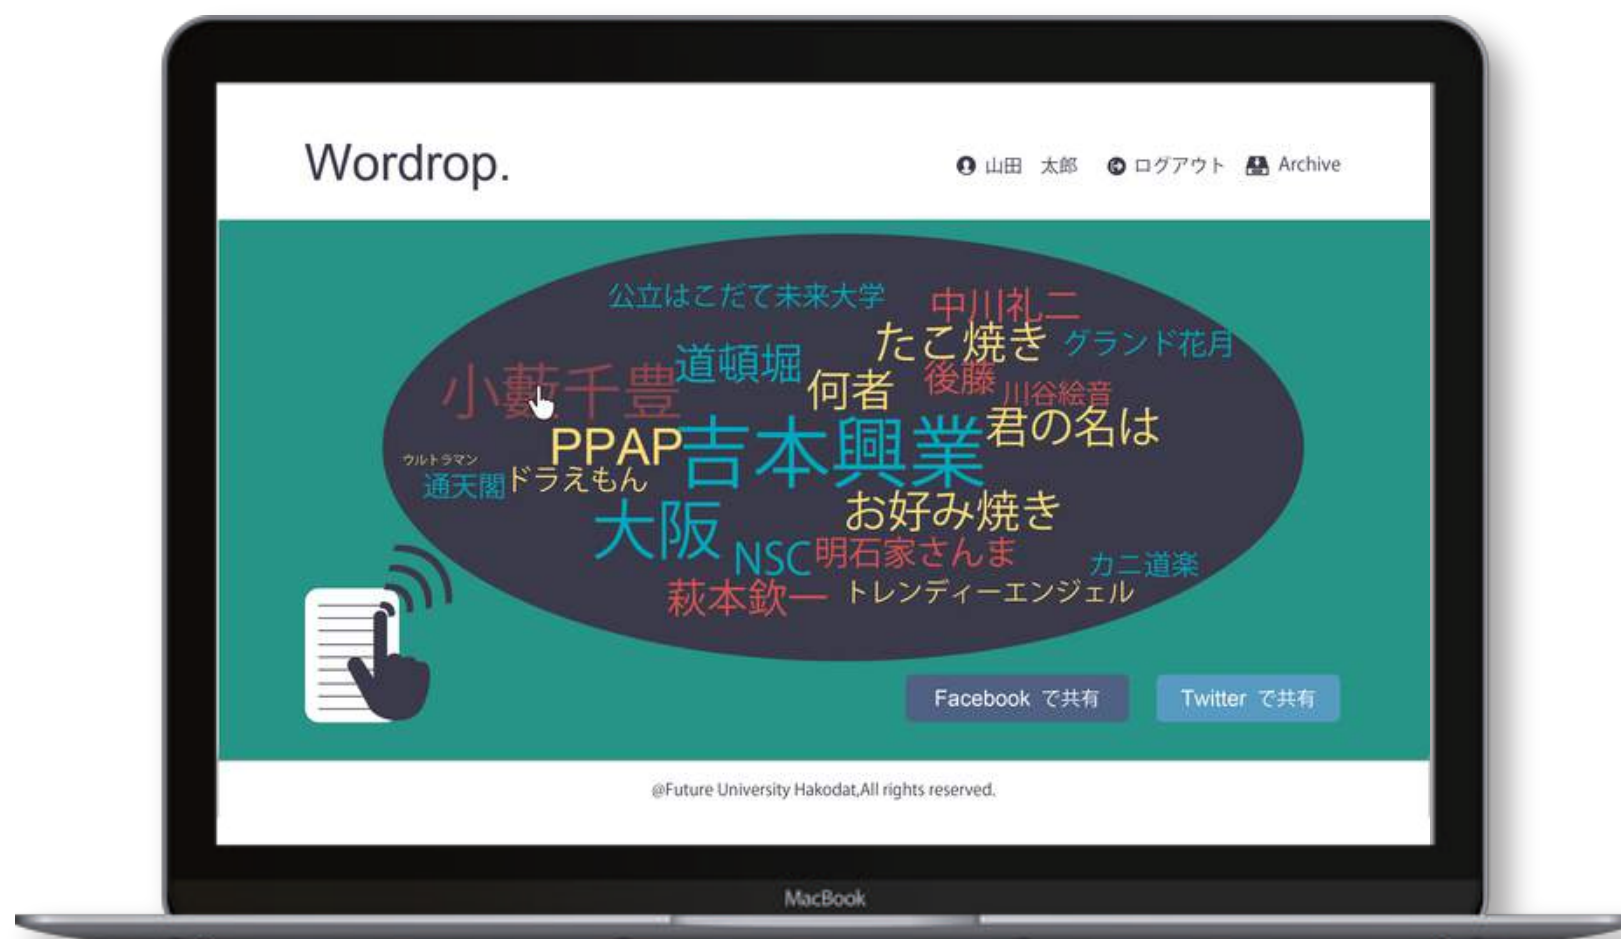 Wordrop.
山田 太郎 ログアウト Archive
公立はこだて未来大学
中川礼二
たこ焼き
グランド花月
道頓堀
小藪千豊
何者
後藤
川谷絵音
君の名は
PPAP
吉本興業
ウルトラマン
通天閣
ドラえもん
お好み焼き
大阪
NSC
明石家さんま
カニ道楽
萩本欽一
トレンディーエンジェル
Facebook で共有
Twitter で共有
@Future University Hakodat,All rights reserved.
MacBook